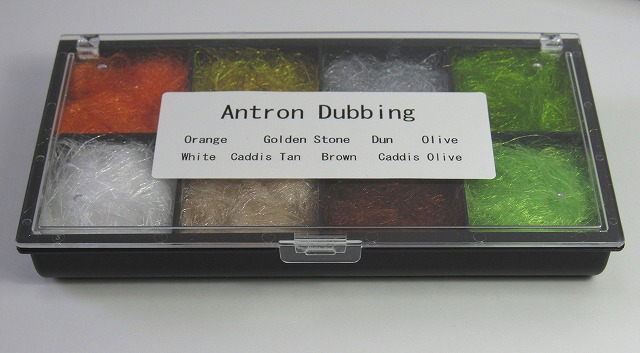 Antron Dubbing
Orange Golden Stone Dun Olive
White Caddis Tan Brown Caddis Olive